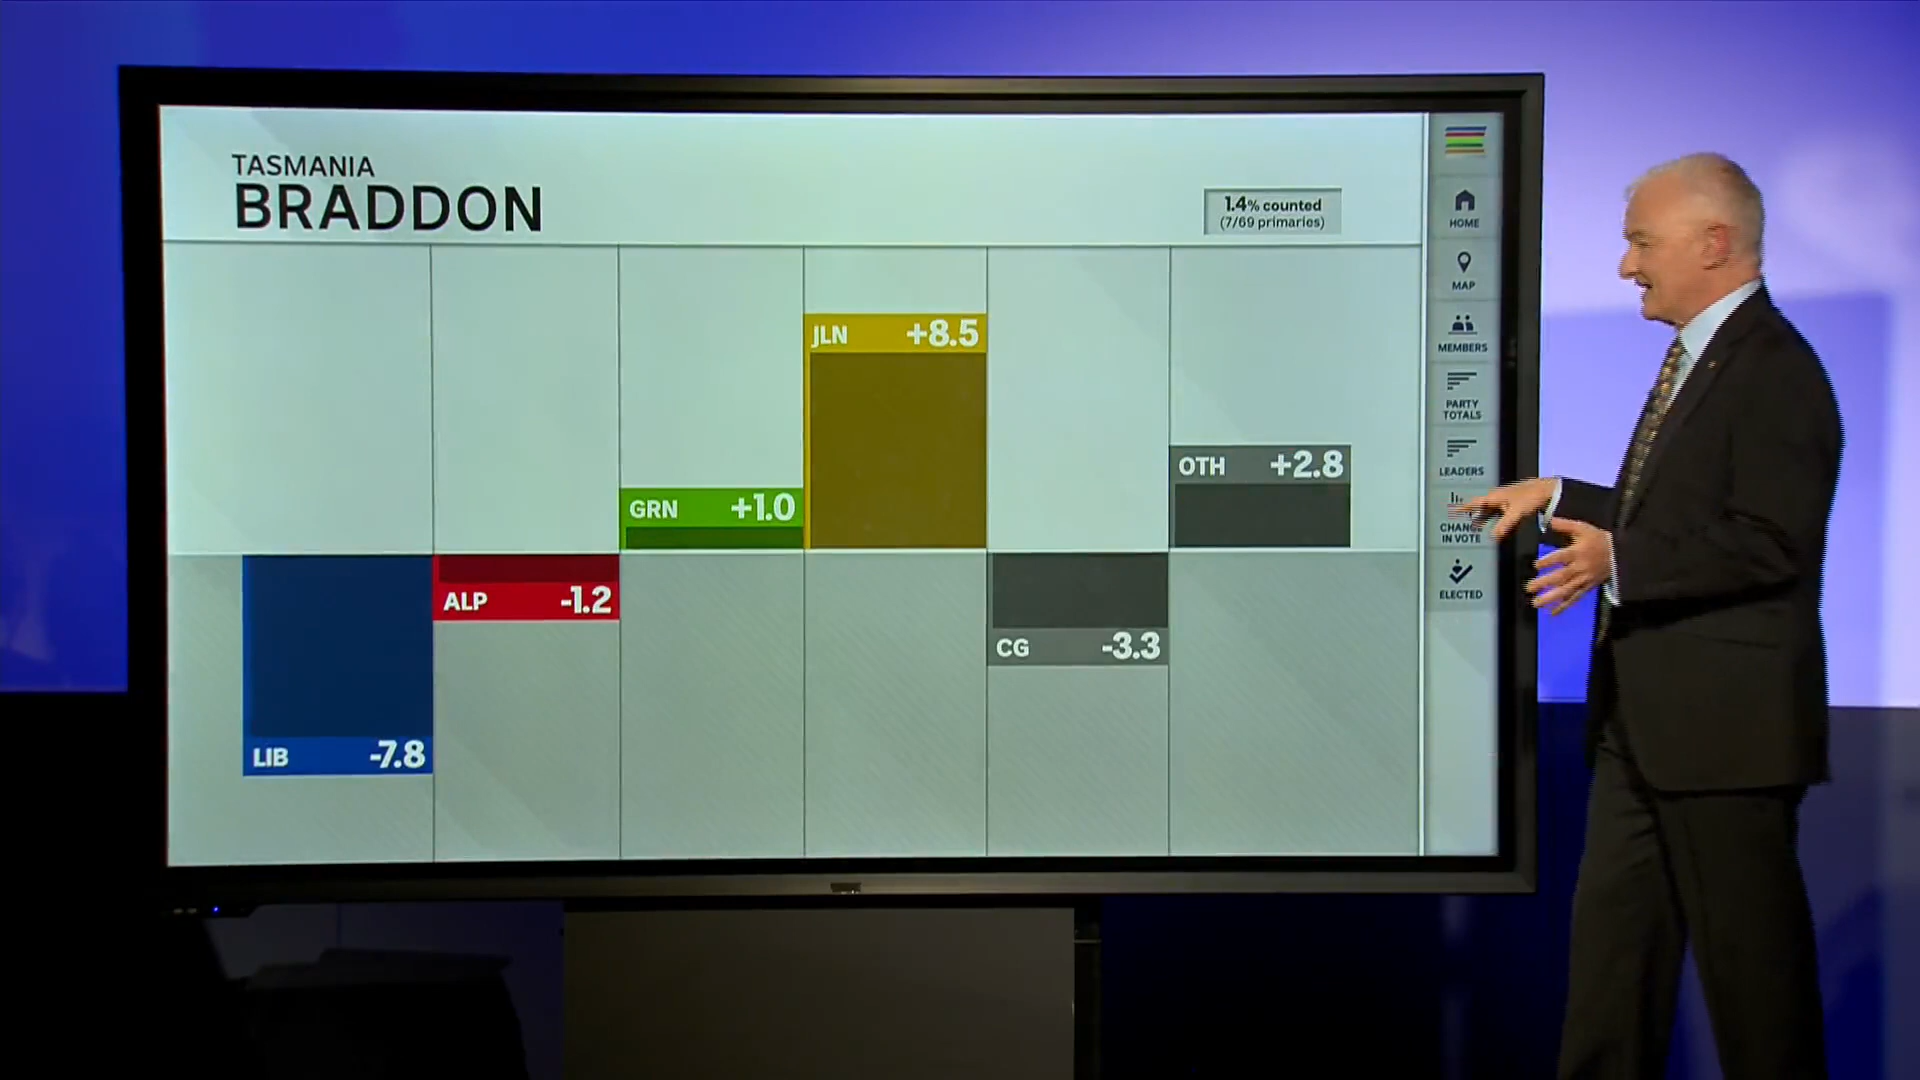 TASMANIA
BRADDON
1.4% counted
(7/69 primaries)
LIB -7.8
ALP -1.2
GRN +1.0
JLN +8.5
CG -3.3
OTH +2.8
HOME
MAP
MEMBERS
PARTY
TOTALS
LEADERS
CHANGE
IN VOTE
ELECTED